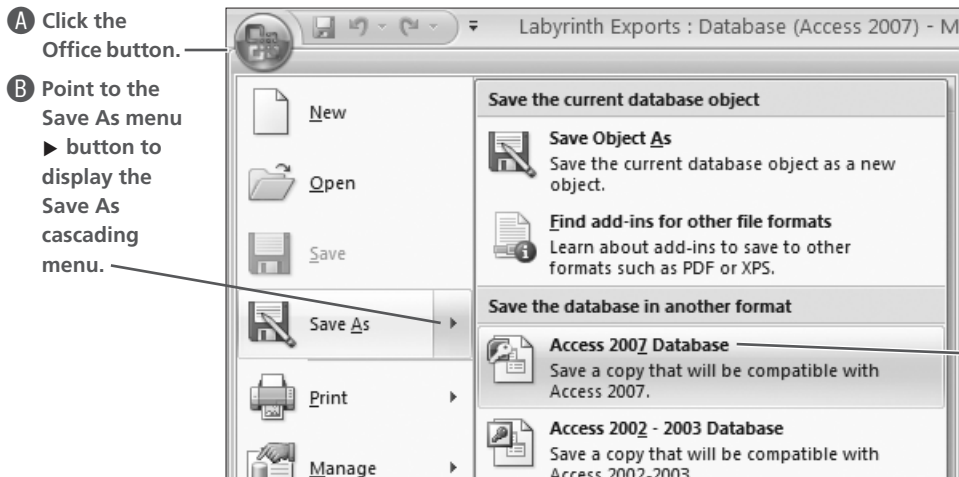 A Click the
Office button.
B Point to the
Save As menu
▶ button to
display the
Save As
cascading
menu.
Labyrinth Exports : Database (Access 2007) - M
New
Open
Save
Save As
Print
Manage
Save the current database object
Save Object As
Save the current database object as a new
object.
Find add-ins for other file formats
Learn about add-ins to save to other
formats such as PDF or XPS.
Save the database in another format
Access 2007 Database
Save a copy that will be compatible with
Access 2007.
Access 2002 - 2003 Database
Save a copy that will be compatible with
Access 2002-2003.